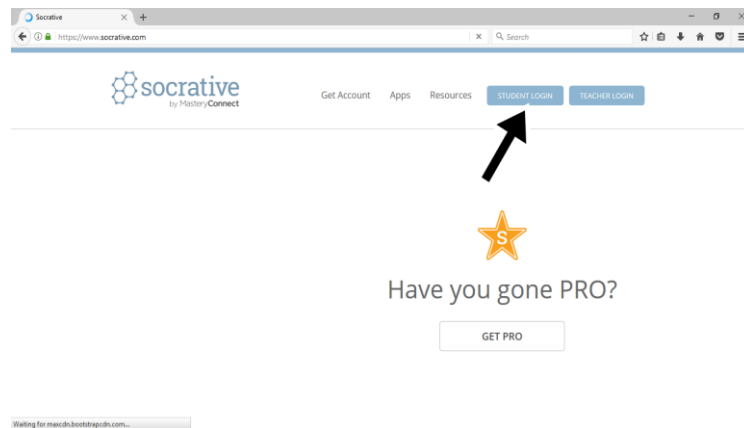 Socrative
https://www.socrative.com
Search
socrative
by MasteryConnect
Get Account Apps Resources STUDENT LOGIN TEACHER LOGIN
S
Have you gone PRO?
GET PRO
Waiting for maxcdn.bootstrapcdn.com...